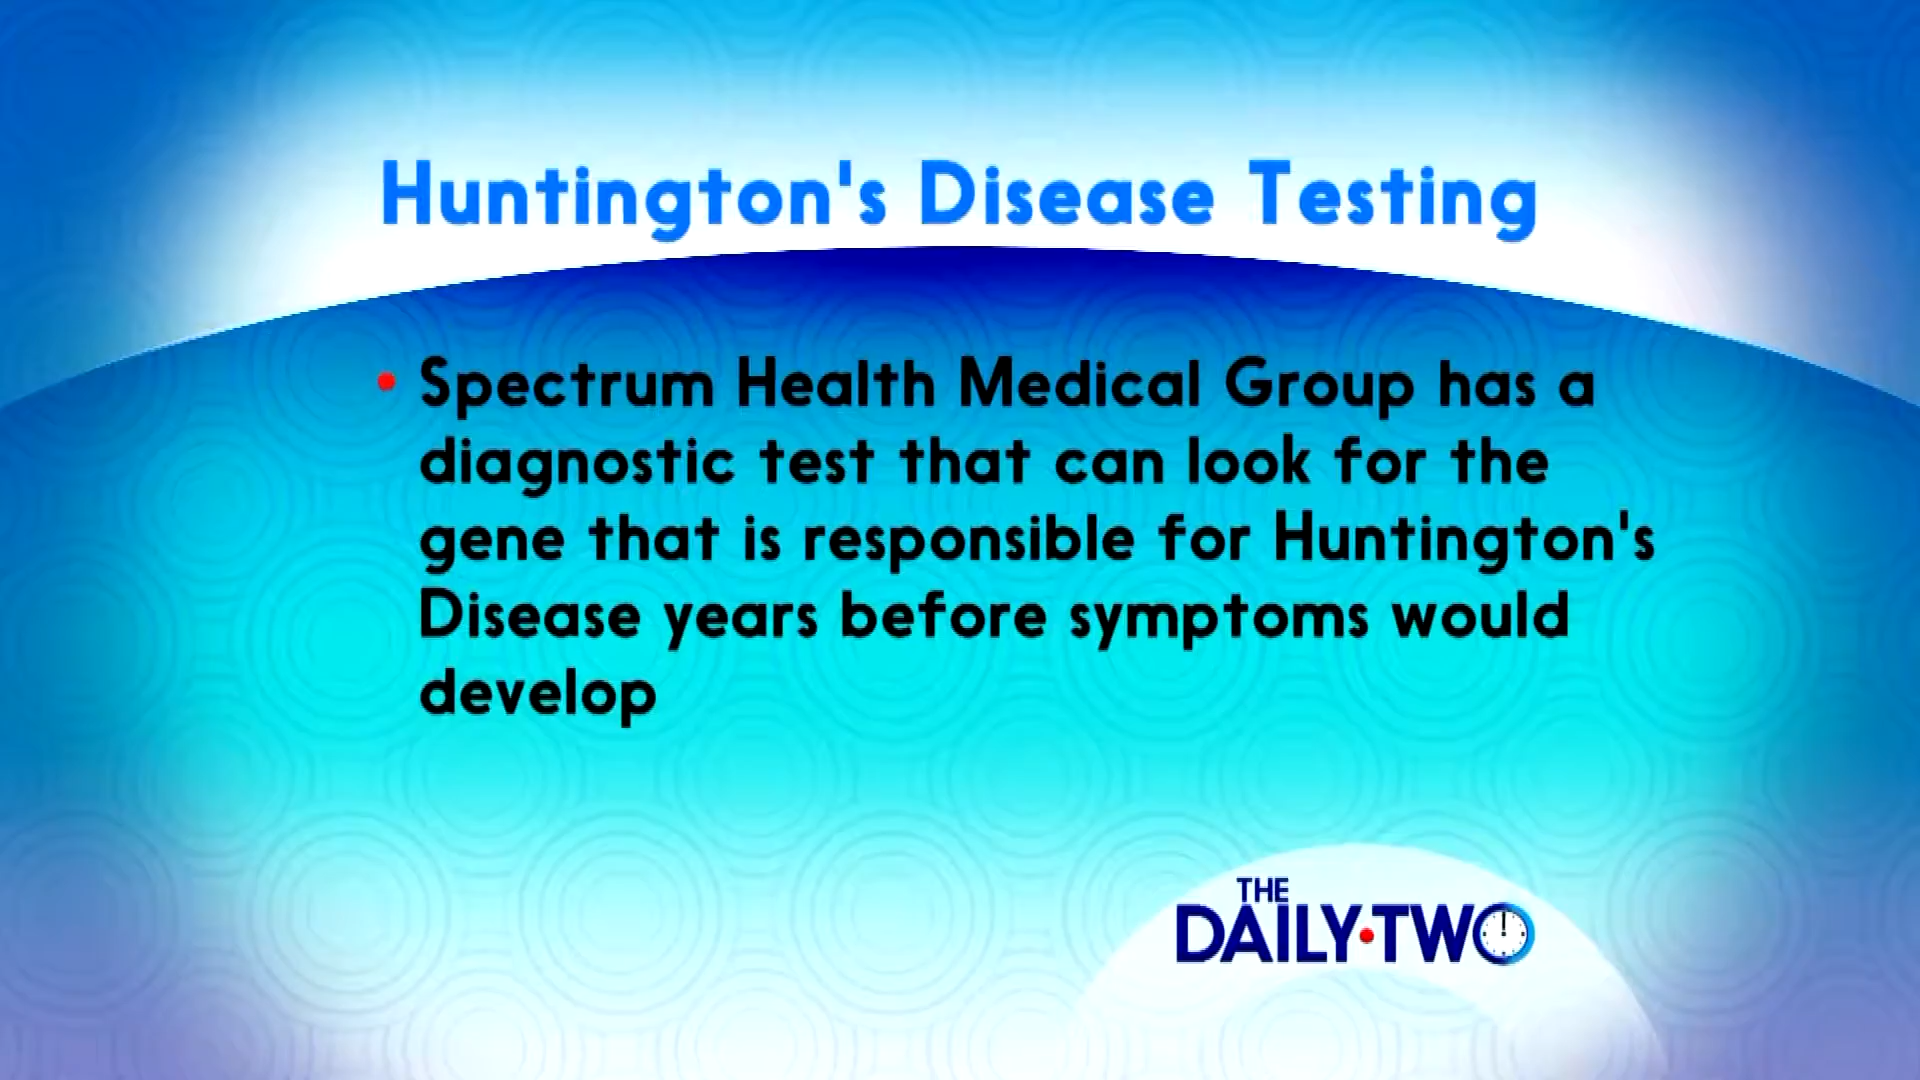 Huntington's Disease Testing
• Spectrum Health Medical Group has a
diagnostic test that can look for the
gene that is responsible for Huntington's
Disease years before symptoms would
develop
THE
DAILY•TWO